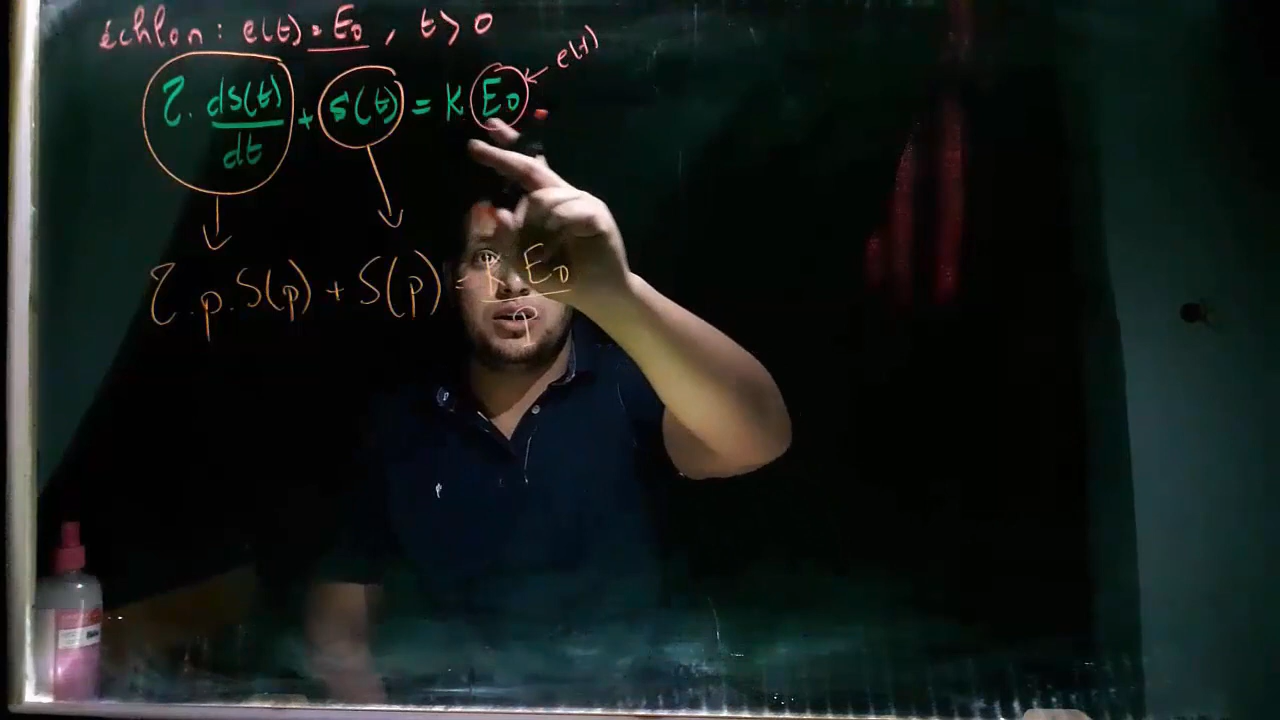 échlon : e(t) = E0 , t > 0
τ . dS(t)/dt + S(t) = K E0 ← e(t)
τ . p . S(p) + S(p) = K E0 / p